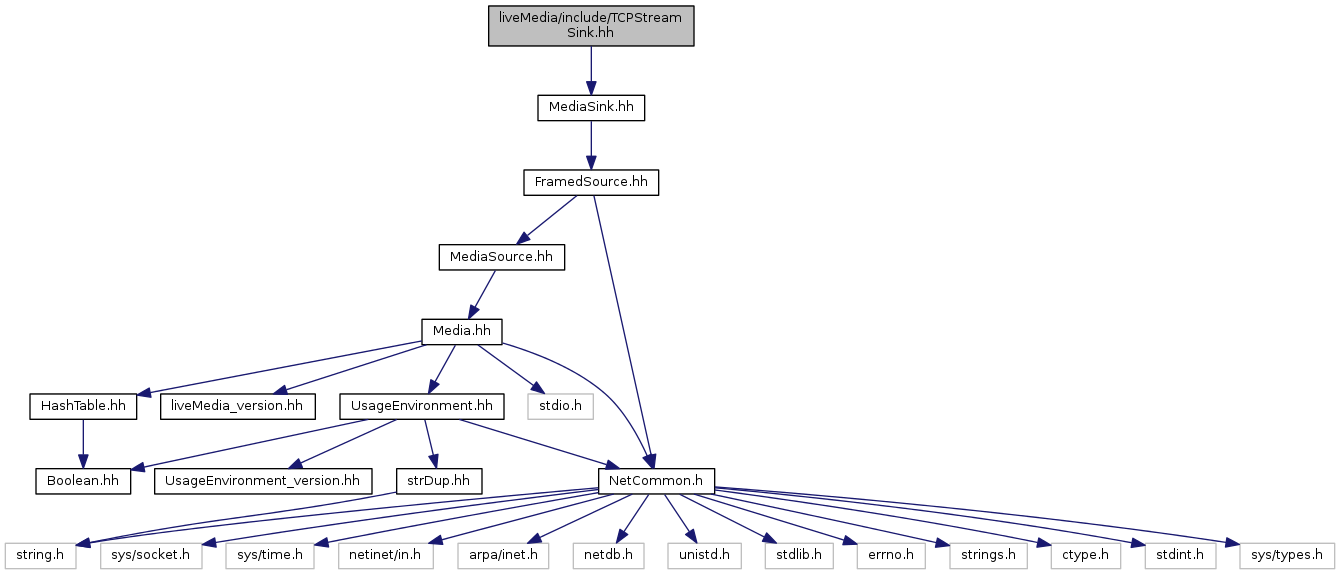 liveMedia/include/TCPStream
Sink.hh
MediaSink.hh
FramedSource.hh
MediaSource.hh
Media.hh
HashTable.hh
liveMedia_version.hh
UsageEnvironment.hh
stdio.h
Boolean.hh
UsageEnvironment_version.hh
strDup.hh
NetCommon.h
string.h
sys/socket.h
sys/time.h
netinet/in.h
arpa/inet.h
netdb.h
unistd.h
stdlib.h
errno.h
strings.h
ctype.h
stdint.h
sys/types.h